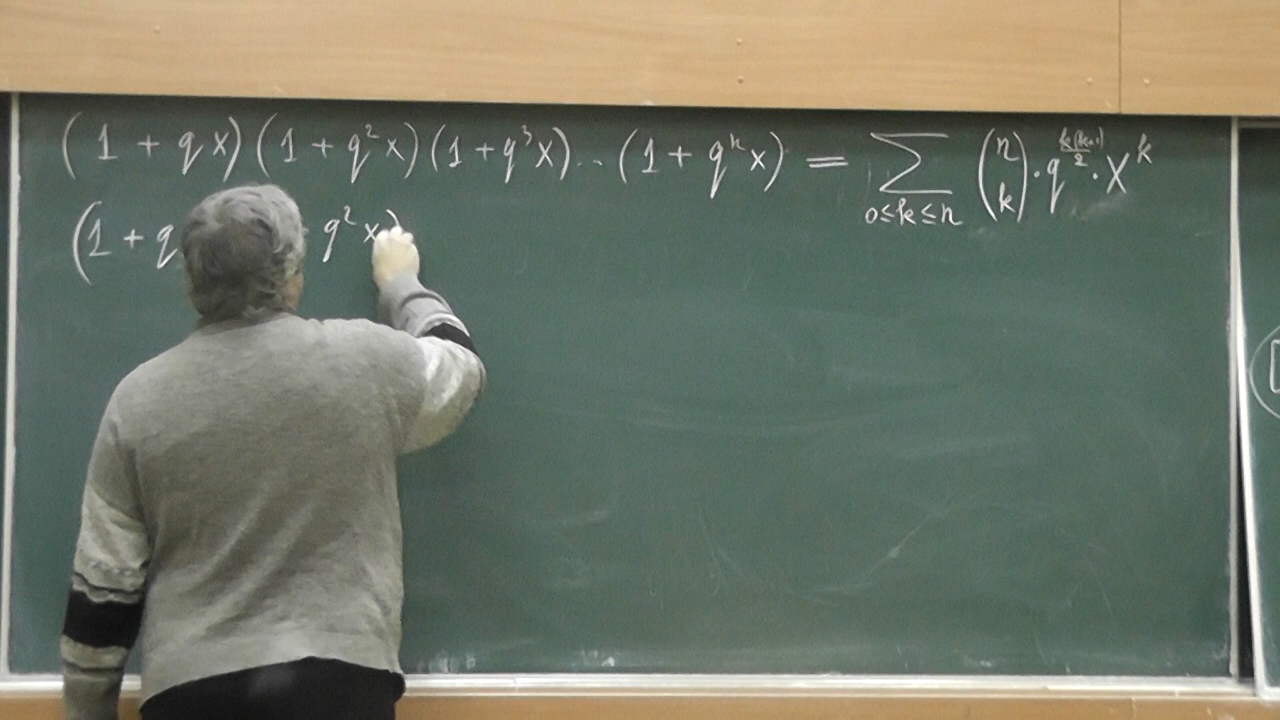 (1 + qx)(1 + q²x)(1 + q³x)...(1 + qⁿx) = ∑_{0≤k≤n} (n k) · q^{k(k+1)/2} · x^k
(1 + q q²x)